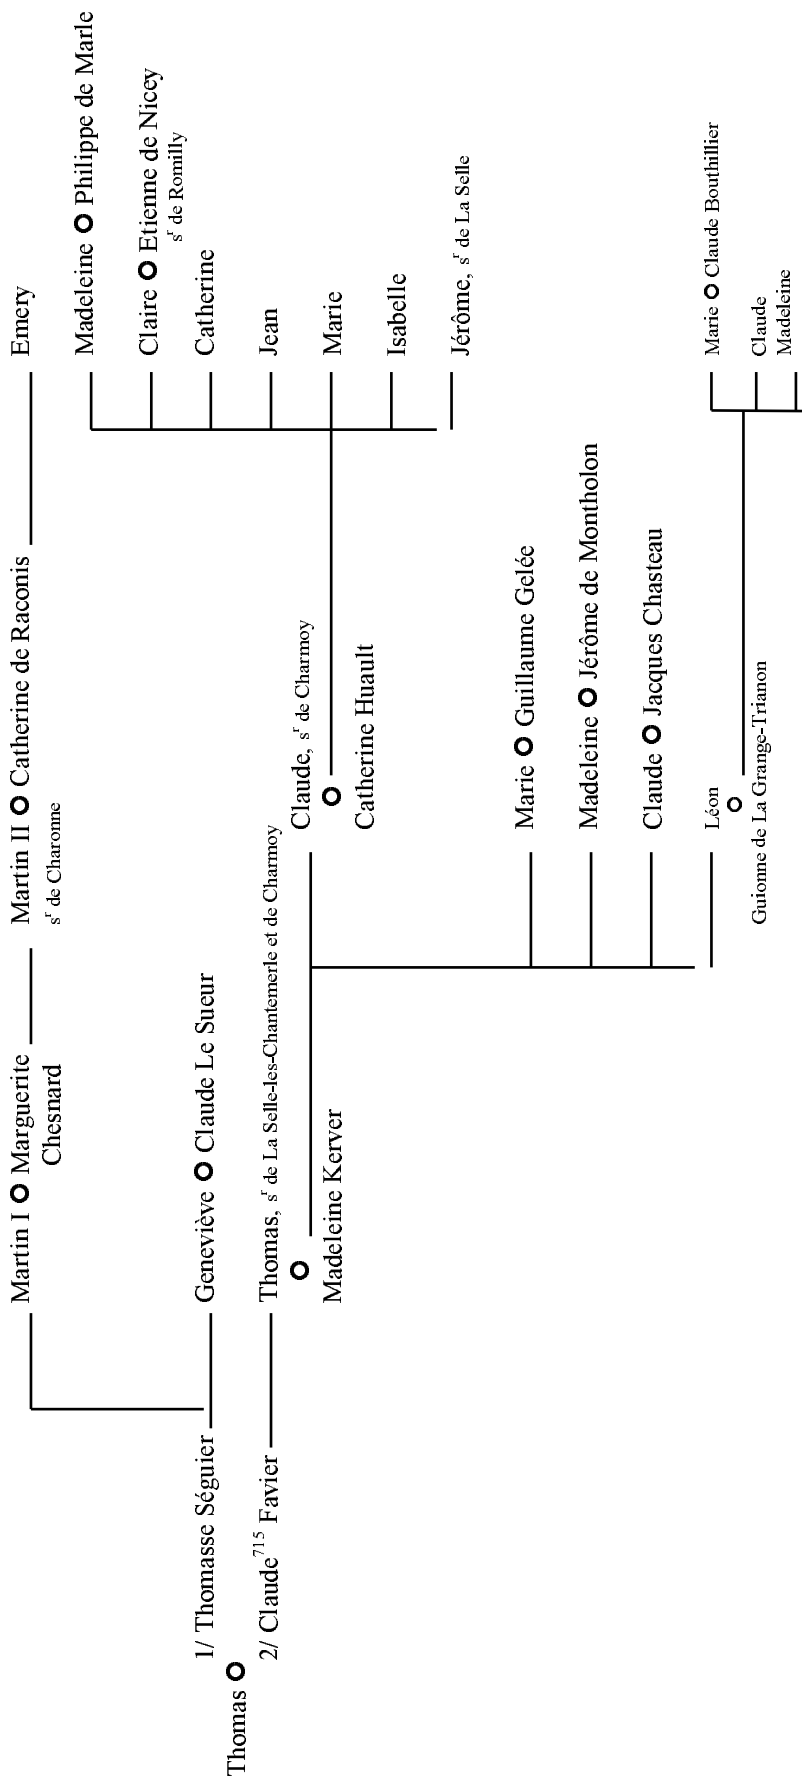 Thomas
1/ Thomasse Séguier
2/ Claude⁷¹⁵ Favier
Martin I Marguerite
Chesnard
Geneviève Claude Le Sueur
Thomas, sʳ de La Selle-les-Chantemerle et de Charmoy
Madeleine Kerver
Martin II Catherine de Raconis
sʳ de Charonne
Claude, sʳ de Charmoy
Catherine Huault
Marie Guillaume Gelée
Madeleine Jérôme de Montholon
Claude Jacques Chasteau
Léon
Guionne de La Grange-Trianon
Emery
Madeleine Philippe de Marle
Claire Etienne de Nicey
sʳ de Romilly
Catherine
Jean
Marie
Isabelle
Jérôme, sʳ de La Selle
Marie Claude Bouthillier
Claude
Madeleine